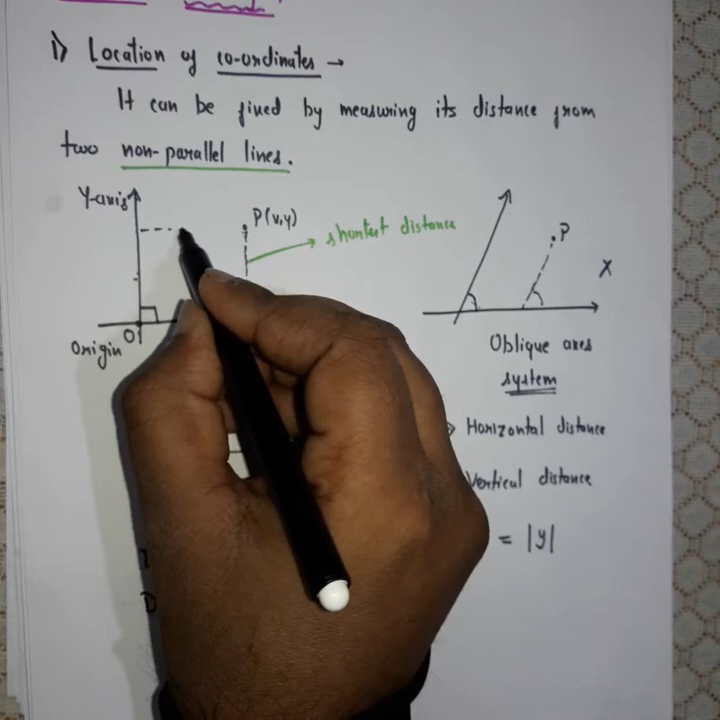 i) Location of co-ordinates →
It can be fixed by measuring its distance from
two non-parallel lines.
Y-axis
P(x,y)
shortest distance
P
X
O
Origin
Oblique axes
system
Horizontal distance
Vertical distance
= |y|
D